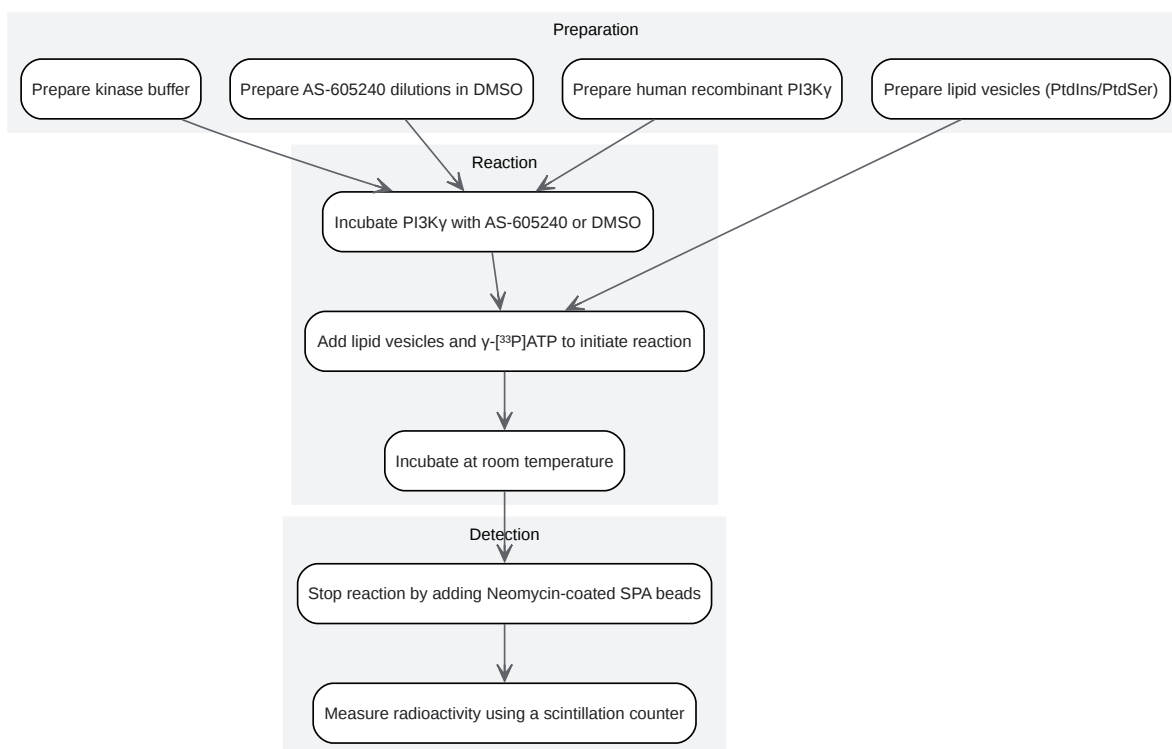 Preparation
Prepare kinase buffer
Prepare AS-605240 dilutions in DMSO
Prepare human recombinant PI3Kγ
Prepare lipid vesicles (PtdIns/PtdSer)
Reaction
Incubate PI3Kγ with AS-605240 or DMSO
Add lipid vesicles and γ-[³³P]ATP to initiate reaction
Incubate at room temperature
Detection
Stop reaction by adding Neomycin-coated SPA beads
Measure radioactivity using a scintillation counter